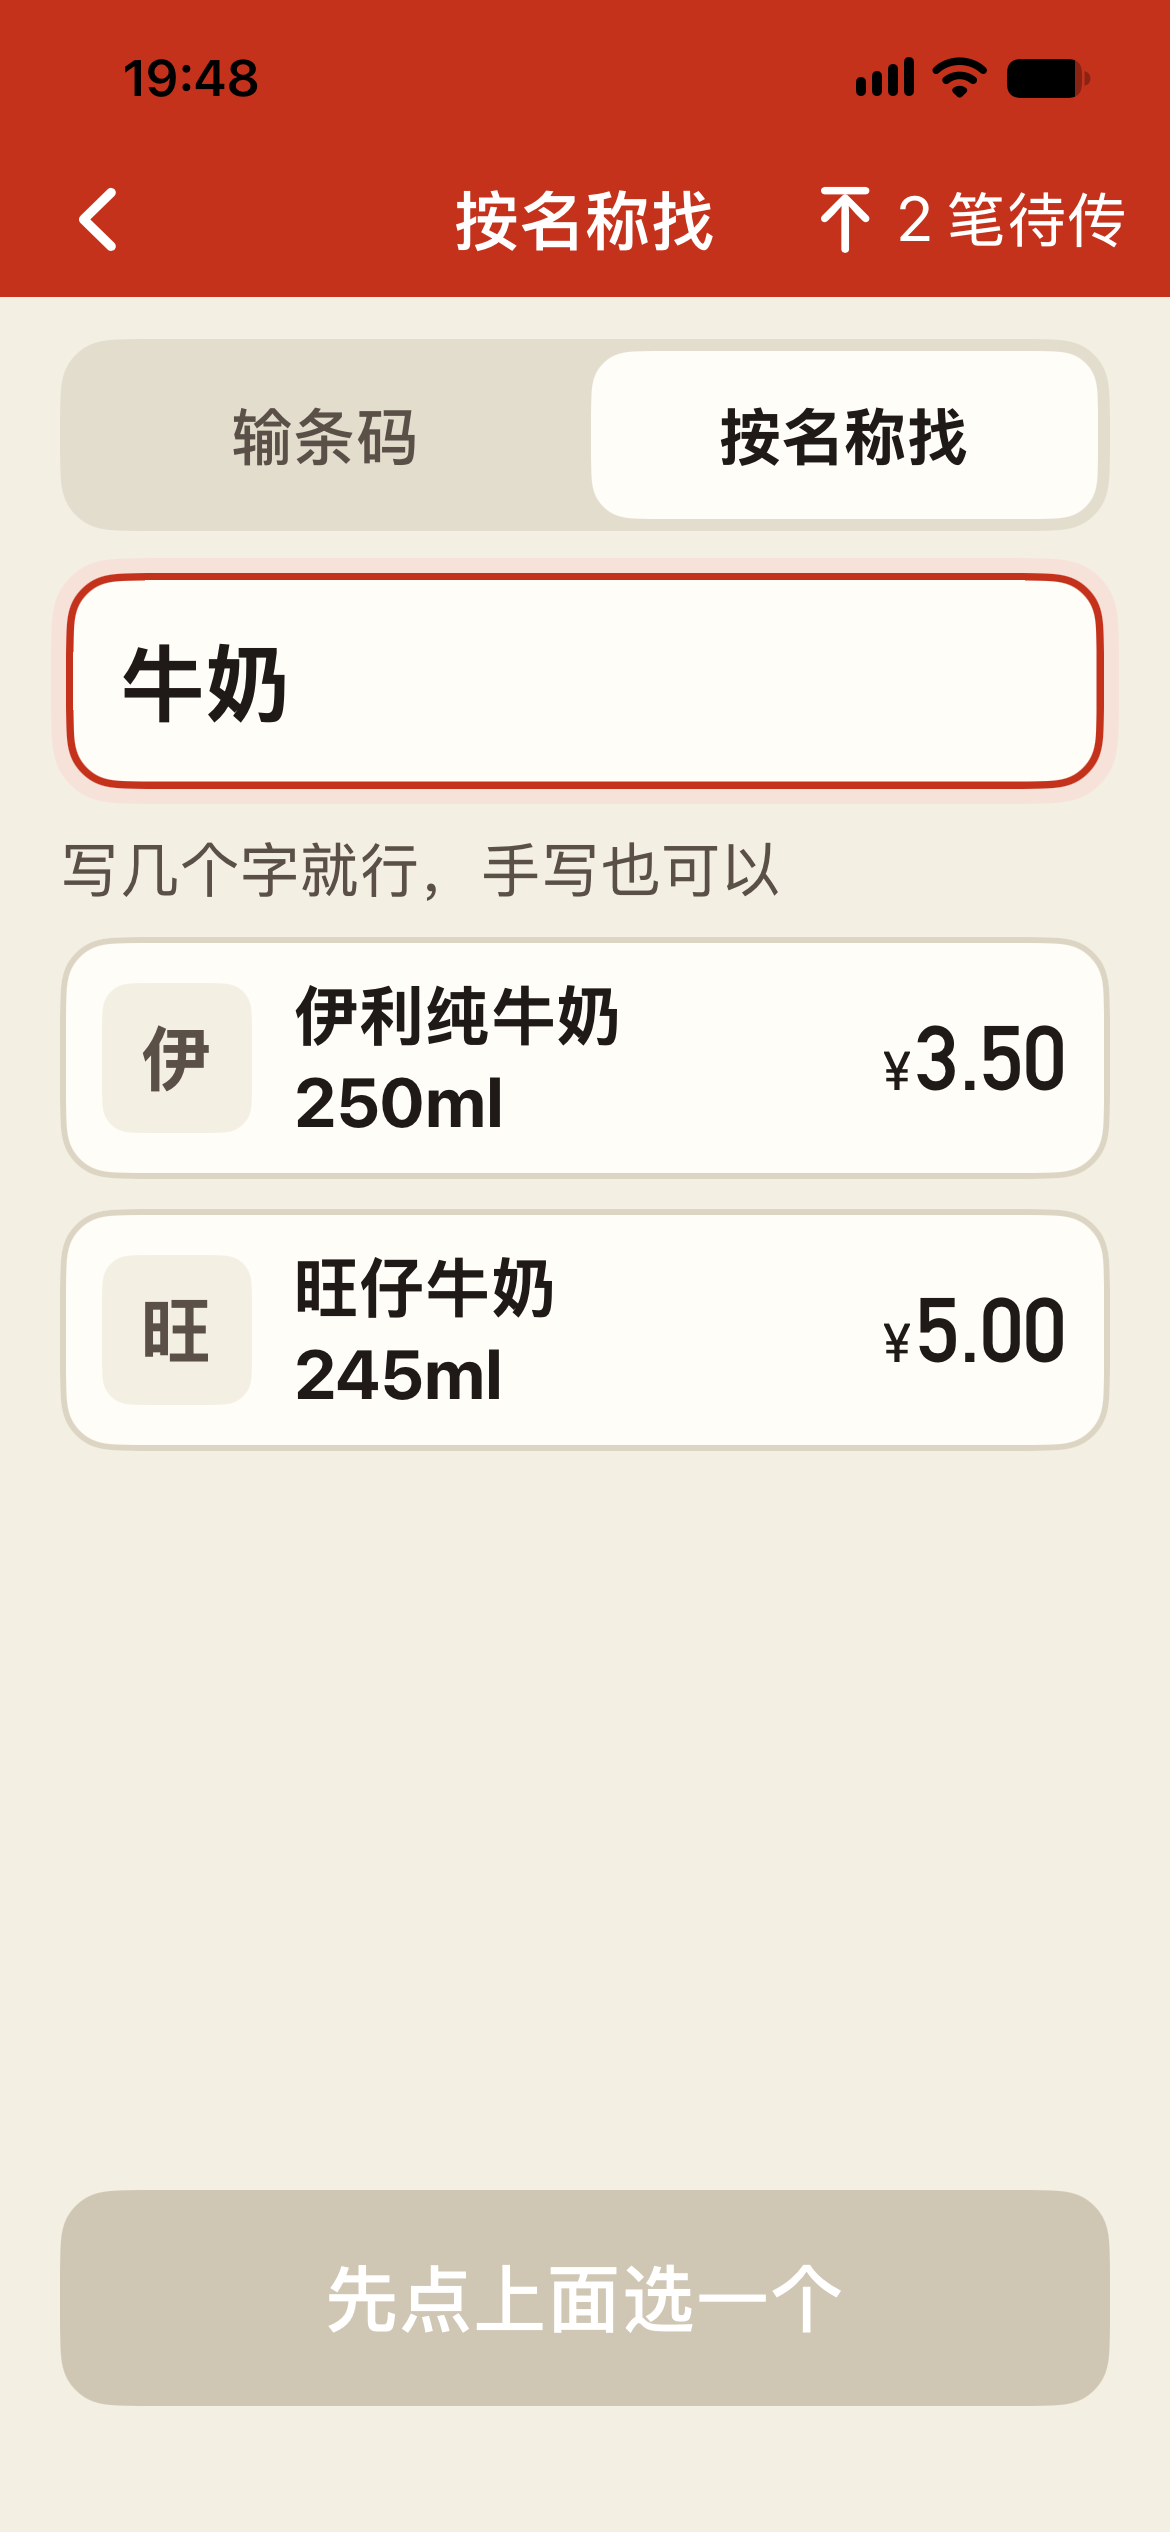 19:48
按名称找
2 笔待传
输条码
按名称找
牛奶
写几个字就行，手写也可以
伊
伊利纯牛奶
250ml
¥3.50
旺
旺仔牛奶
245ml
¥5.00
先点上面选一个